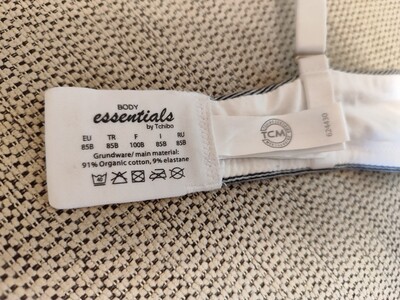 BODY
essentials
by Tchibo
EU TR F I RU
85B 85B 100B 85B 85B
Grundware/ main material:
91% Organic cotton, 9% elastane
TCM
624430